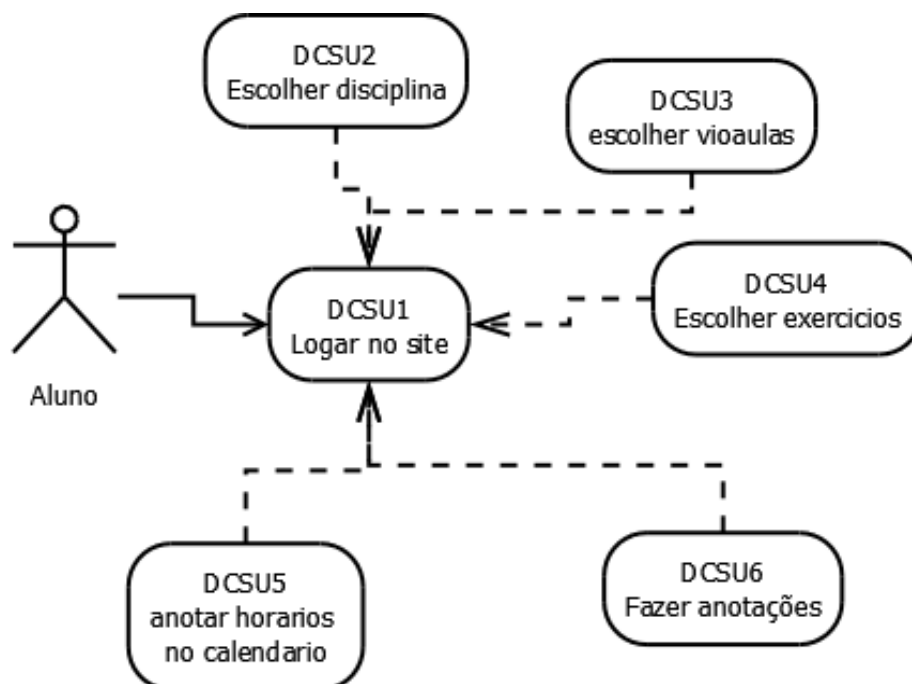 DCSU2
Escolher disciplina
DCSU3
escolher vioaulas
DCSU4
Escolher exercicios
DCSU1
Logar no site
Aluno
DCSU5
anotar horarios
no calendario
DCSU6
Fazer anotações